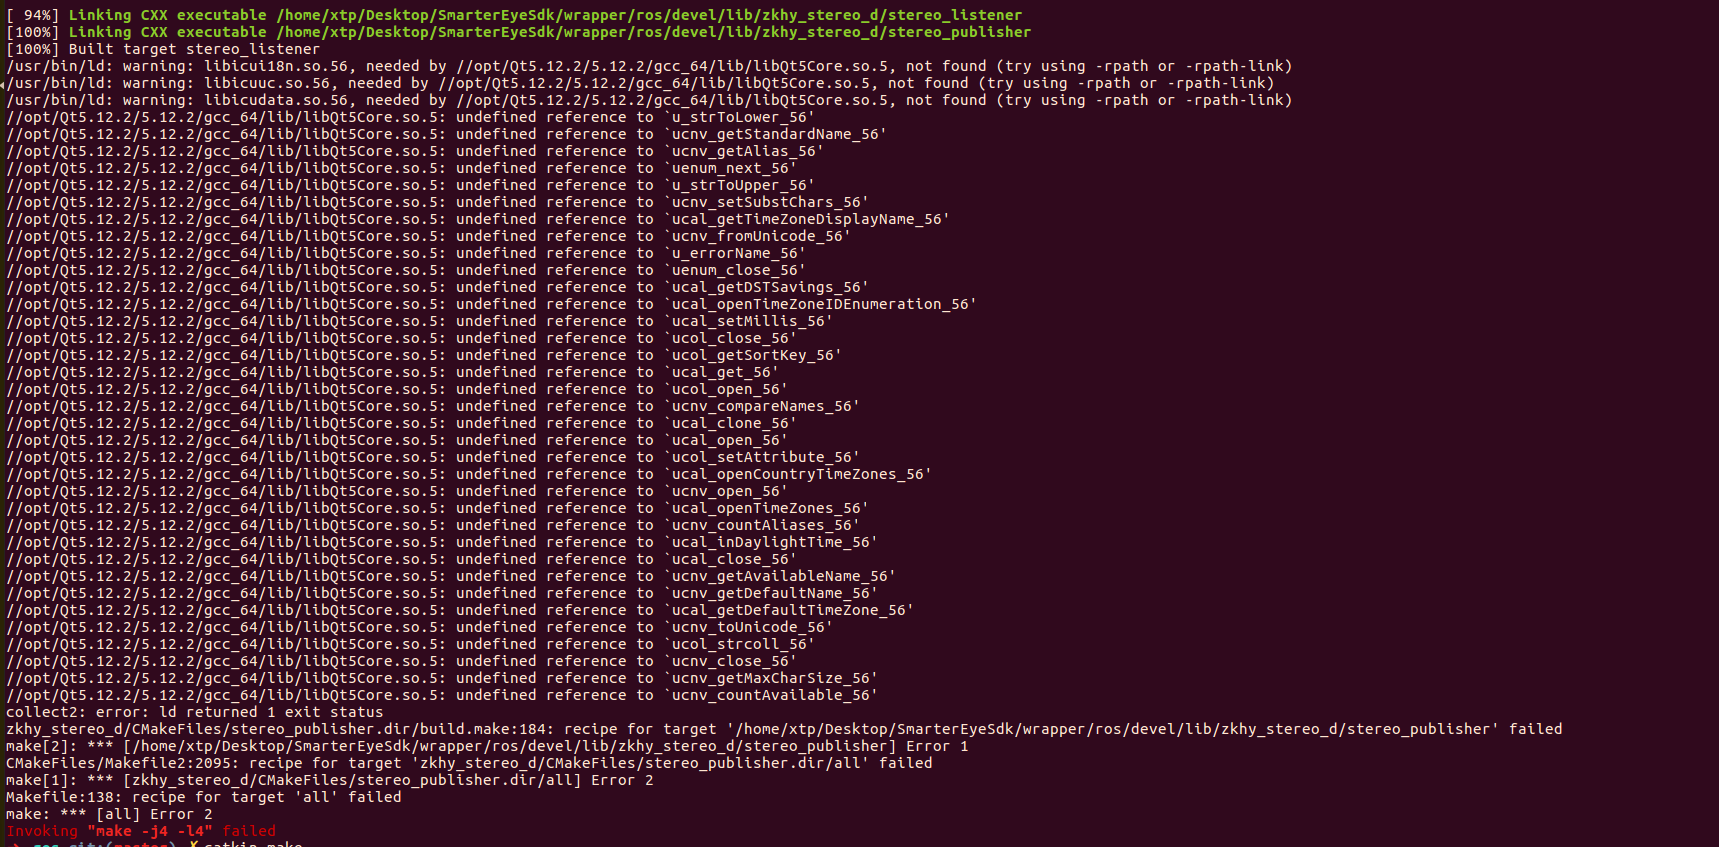 [ 94%] Linking CXX executable /home/xtp/Desktop/SmarterEyeSdk/wrapper/ros/devel/lib/zkhy_stereo_d/stereo_listener
[100%] Linking CXX executable /home/xtp/Desktop/SmarterEyeSdk/wrapper/ros/devel/lib/zkhy_stereo_d/stereo_publisher
[100%] Built target stereo_listener
/usr/bin/ld: warning: libicui18n.so.56, needed by //opt/Qt5.12.2/5.12.2/gcc_64/lib/libQt5Core.so.5, not found (try using -rpath or -rpath-link)
/usr/bin/ld: warning: libicuuc.so.56, needed by //opt/Qt5.12.2/5.12.2/gcc_64/lib/libQt5Core.so.5, not found (try using -rpath or -rpath-link)
/usr/bin/ld: warning: libicudata.so.56, needed by //opt/Qt5.12.2/5.12.2/gcc_64/lib/libQt5Core.so.5, not found (try using -rpath or -rpath-link)
//opt/Qt5.12.2/5.12.2/gcc_64/lib/libQt5Core.so.5: undefined reference to `u_strToLower_56'
//opt/Qt5.12.2/5.12.2/gcc_64/lib/libQt5Core.so.5: undefined reference to `ucnv_getStandardName_56'
//opt/Qt5.12.2/5.12.2/gcc_64/lib/libQt5Core.so.5: undefined reference to `ucnv_getAlias_56'
//opt/Qt5.12.2/5.12.2/gcc_64/lib/libQt5Core.so.5: undefined reference to `uenum_next_56'
//opt/Qt5.12.2/5.12.2/gcc_64/lib/libQt5Core.so.5: undefined reference to `u_strToUpper_56'
//opt/Qt5.12.2/5.12.2/gcc_64/lib/libQt5Core.so.5: undefined reference to `ucnv_setSubstChars_56'
//opt/Qt5.12.2/5.12.2/gcc_64/lib/libQt5Core.so.5: undefined reference to `ucal_getTimeZoneDisplayName_56'
//opt/Qt5.12.2/5.12.2/gcc_64/lib/libQt5Core.so.5: undefined reference to `ucnv_fromUnicode_56'
//opt/Qt5.12.2/5.12.2/gcc_64/lib/libQt5Core.so.5: undefined reference to `u_errorName_56'
//opt/Qt5.12.2/5.12.2/gcc_64/lib/libQt5Core.so.5: undefined reference to `uenum_close_56'
//opt/Qt5.12.2/5.12.2/gcc_64/lib/libQt5Core.so.5: undefined reference to `ucal_getDSTSavings_56'
//opt/Qt5.12.2/5.12.2/gcc_64/lib/libQt5Core.so.5: undefined reference to `ucal_openTimeZoneIDEnumeration_56'
//opt/Qt5.12.2/5.12.2/gcc_64/lib/libQt5Core.so.5: undefined reference to `ucal_setMillis_56'
//opt/Qt5.12.2/5.12.2/gcc_64/lib/libQt5Core.so.5: undefined reference to `ucol_close_56'
//opt/Qt5.12.2/5.12.2/gcc_64/lib/libQt5Core.so.5: undefined reference to `ucol_getSortKey_56'
//opt/Qt5.12.2/5.12.2/gcc_64/lib/libQt5Core.so.5: undefined reference to `ucal_get_56'
//opt/Qt5.12.2/5.12.2/gcc_64/lib/libQt5Core.so.5: undefined reference to `ucol_open_56'
//opt/Qt5.12.2/5.12.2/gcc_64/lib/libQt5Core.so.5: undefined reference to `ucnv_compareNames_56'
//opt/Qt5.12.2/5.12.2/gcc_64/lib/libQt5Core.so.5: undefined reference to `ucal_clone_56'
//opt/Qt5.12.2/5.12.2/gcc_64/lib/libQt5Core.so.5: undefined reference to `ucal_open_56'
//opt/Qt5.12.2/5.12.2/gcc_64/lib/libQt5Core.so.5: undefined reference to `ucol_setAttribute_56'
//opt/Qt5.12.2/5.12.2/gcc_64/lib/libQt5Core.so.5: undefined reference to `ucal_openCountryTimeZones_56'
//opt/Qt5.12.2/5.12.2/gcc_64/lib/libQt5Core.so.5: undefined reference to `ucnv_open_56'
//opt/Qt5.12.2/5.12.2/gcc_64/lib/libQt5Core.so.5: undefined reference to `ucal_openTimeZones_56'
//opt/Qt5.12.2/5.12.2/gcc_64/lib/libQt5Core.so.5: undefined reference to `ucnv_countAliases_56'
//opt/Qt5.12.2/5.12.2/gcc_64/lib/libQt5Core.so.5: undefined reference to `ucal_inDaylightTime_56'
//opt/Qt5.12.2/5.12.2/gcc_64/lib/libQt5Core.so.5: undefined reference to `ucal_close_56'
//opt/Qt5.12.2/5.12.2/gcc_64/lib/libQt5Core.so.5: undefined reference to `ucnv_getAvailableName_56'
//opt/Qt5.12.2/5.12.2/gcc_64/lib/libQt5Core.so.5: undefined reference to `ucnv_getDefaultName_56'
//opt/Qt5.12.2/5.12.2/gcc_64/lib/libQt5Core.so.5: undefined reference to `ucal_getDefaultTimeZone_56'
//opt/Qt5.12.2/5.12.2/gcc_64/lib/libQt5Core.so.5: undefined reference to `ucnv_toUnicode_56'
//opt/Qt5.12.2/5.12.2/gcc_64/lib/libQt5Core.so.5: undefined reference to `ucol_strcoll_56'
//opt/Qt5.12.2/5.12.2/gcc_64/lib/libQt5Core.so.5: undefined reference to `ucnv_close_56'
//opt/Qt5.12.2/5.12.2/gcc_64/lib/libQt5Core.so.5: undefined reference to `ucnv_getMaxCharSize_56'
//opt/Qt5.12.2/5.12.2/gcc_64/lib/libQt5Core.so.5: undefined reference to `ucnv_countAvailable_56'
collect2: error: ld returned 1 exit status
zkhy_stereo_d/CMakeFiles/stereo_publisher.dir/build.make:184: recipe for target '/home/xtp/Desktop/SmarterEyeSdk/wrapper/ros/devel/lib/zkhy_stereo_d/stereo_publisher' failed
make[2]: *** [/home/xtp/Desktop/SmarterEyeSdk/wrapper/ros/devel/lib/zkhy_stereo_d/stereo_publisher] Error 1
CMakeFiles/Makefile2:2095: recipe for target 'zkhy_stereo_d/CMakeFiles/stereo_publisher.dir/all' failed
make[1]: *** [zkhy_stereo_d/CMakeFiles/stereo_publisher.dir/all] Error 2
Makefile:138: recipe for target 'all' failed
make: *** [all] Error 2
Invoking "make -j4 -l4" failed
ros git:(master) ✗ catkin_make